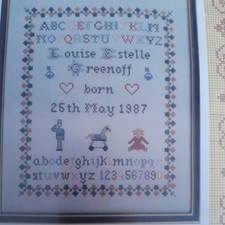 ABCDEFGHIJKLM
NOPQRSTUVWXYZ
Louise Estelle
Greenoff
born
25th May 1987
abcdefghijklmnopqr
stuvwxyz 1234567890